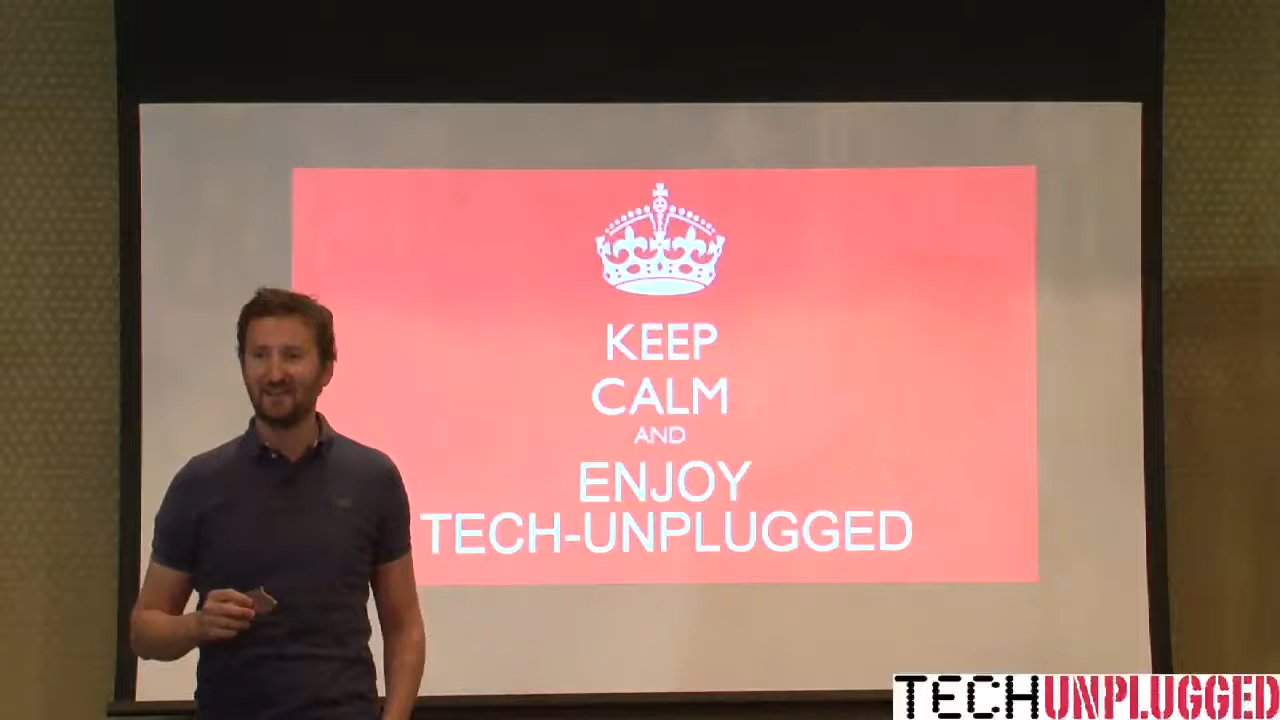 KEEP
CALM
AND
ENJOY
TECH-UNPLUGGED
TECHUNPLUGGED